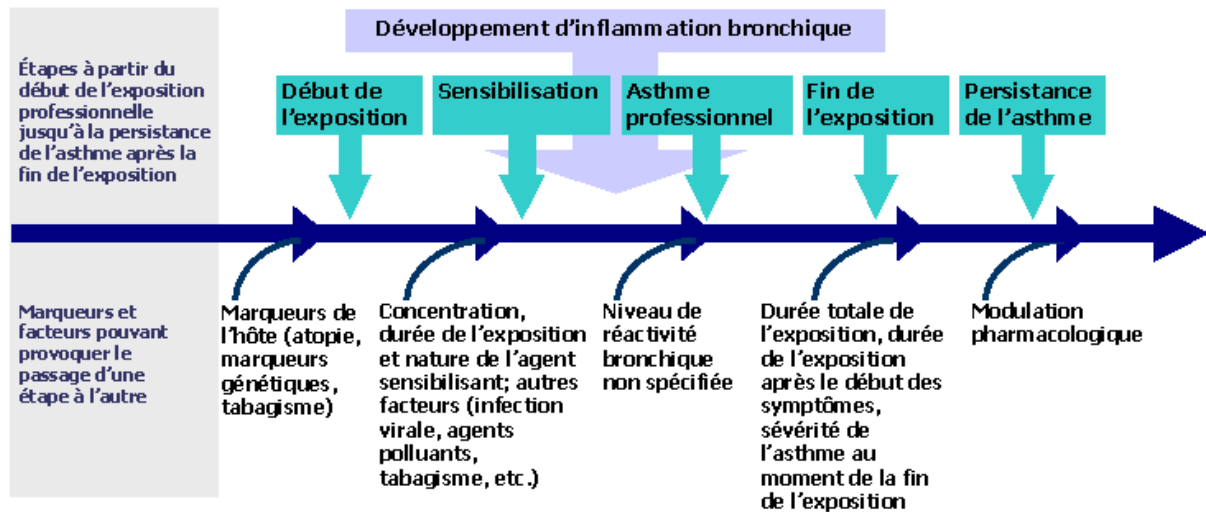 Développement d'inflammation bronchique
Étapes à partir du
début de l'exposition
professionnelle
jusqu'à la persistance
de l'asthme après la
fin de l'exposition
Début de
l'exposition
Sensibilisation
Asthme
professionnel
Fin de
l'exposition
Persistance
de l'asthme
Marqueurs et
facteurs pouvant
provoquer le
passage d'une
étape à l'autre
Marqueurs de
l'hôte (atopie,
marqueurs
génétiques,
tabagisme)
Concentration,
durée de l'exposition
et nature de l'agent
sensibilisant; autres
facteurs (infection
virale, agents
polluants,
tabagisme, etc.)
Niveau de
réactivité
bronchique
non spécifiée
Durée totale de
l'exposition, durée
de l'exposition
après le début des
symptômes,
sévérité de
l'asthme au
moment de la fin
de l'exposition
Modulation
pharmacologique